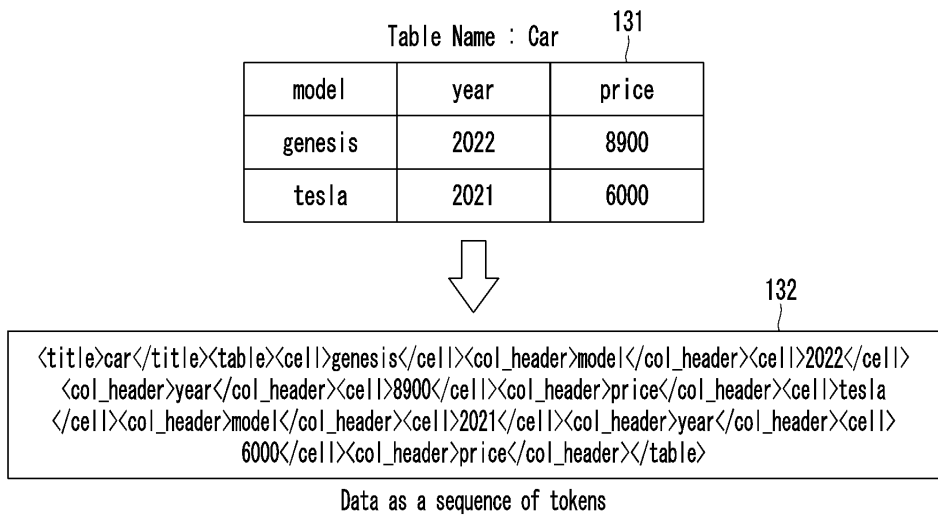 131
Table Name : Car
model year price
genesis 2022 8900
tesla 2021 6000
132
<title>car</title><table><cell>genesis</cell><col_header>model</col_header><cell>2022</cell>
<col_header>year</col_header><cell>8900</cell><col_header>price</col_header><cell>tesla
</cell><col_header>model</col_header><cell>2021</cell><col_header>year</col_header><cell>
6000</cell><col_header>price</col_header></table>
Data as a sequence of tokens